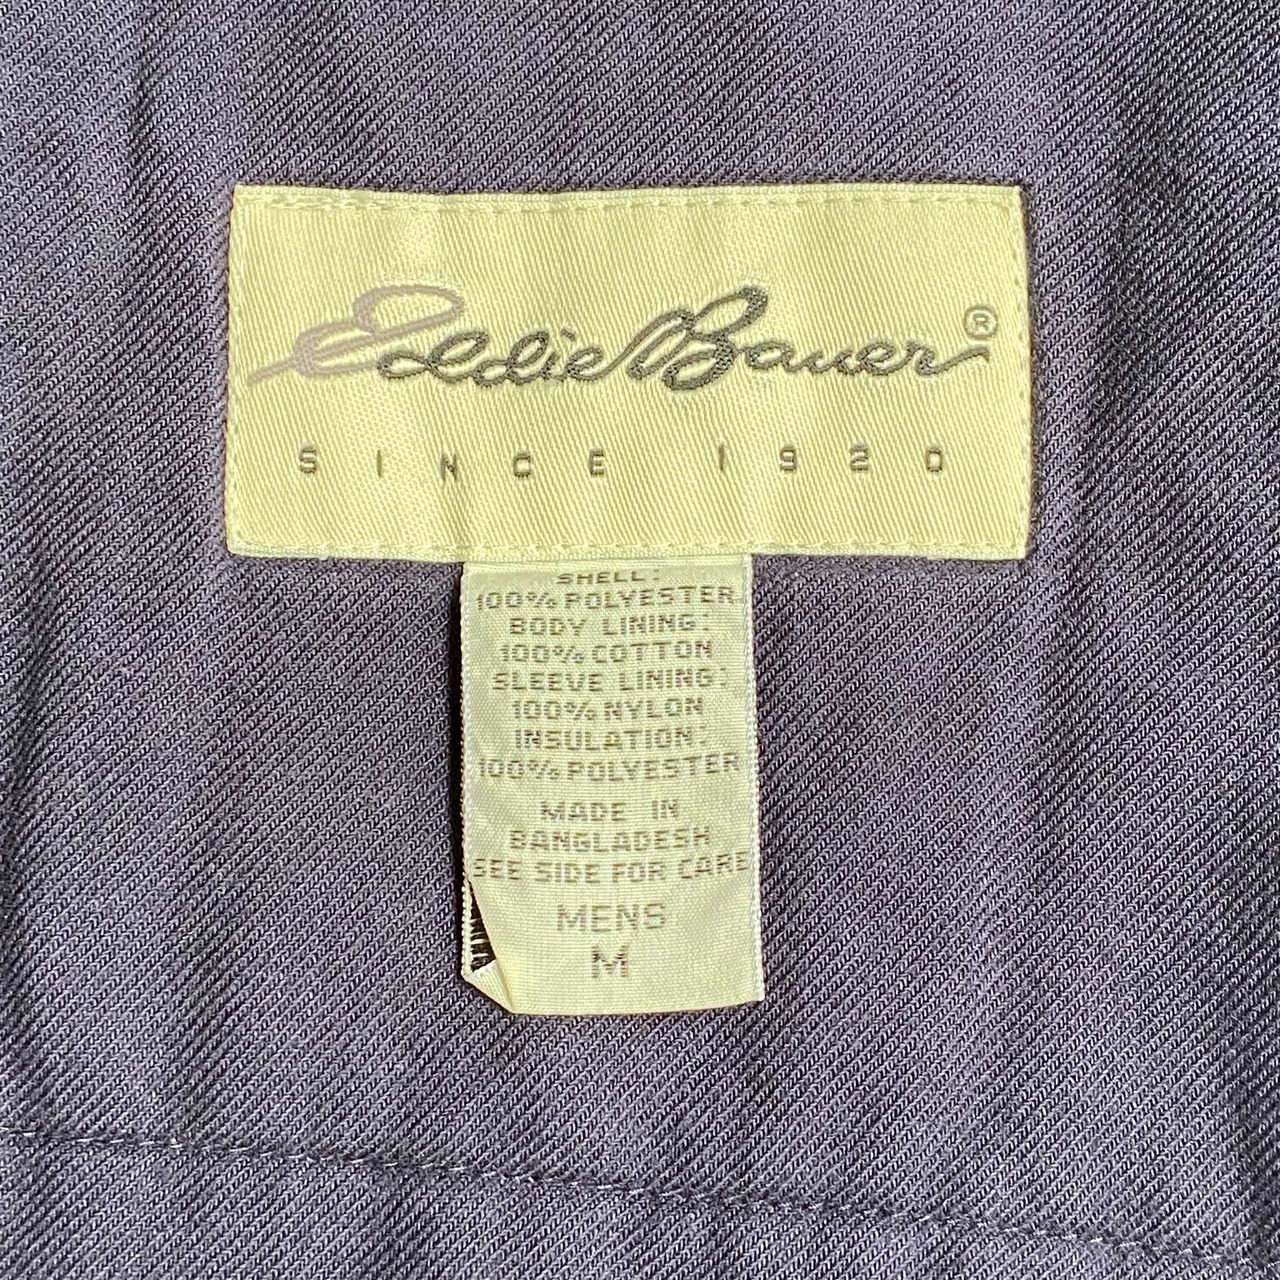 Eddie Bauer®
SINCE 1920
SHELL:
100% POLYESTER
BODY LINING:
100% COTTON
SLEEVE LINING:
100% NYLON
INSULATION:
100% POLYESTER
MADE IN
BANGLADESH
SEE SIDE FOR CARE
MENS
M